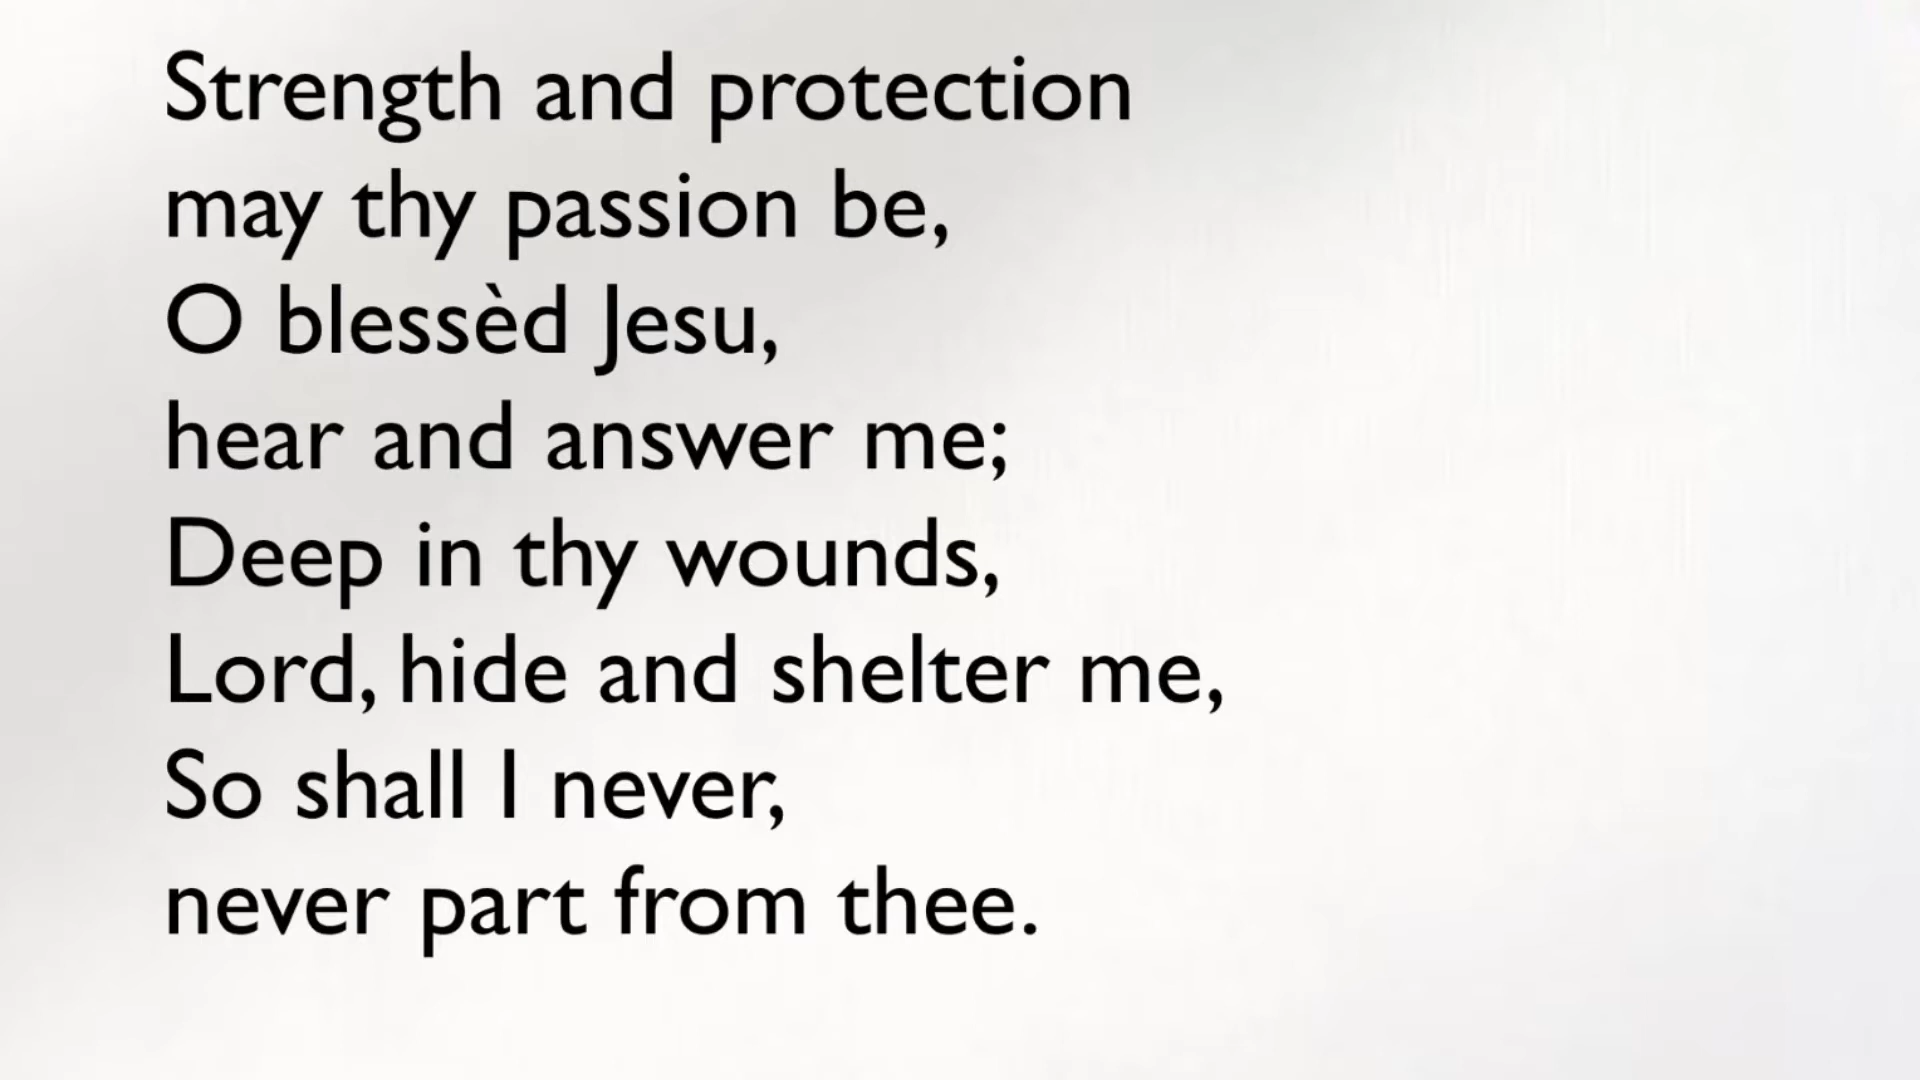 Strength and protection
may thy passion be,
O blessèd Jesu,
hear and answer me;
Deep in thy wounds,
Lord, hide and shelter me,
So shall I never,
never part from thee.